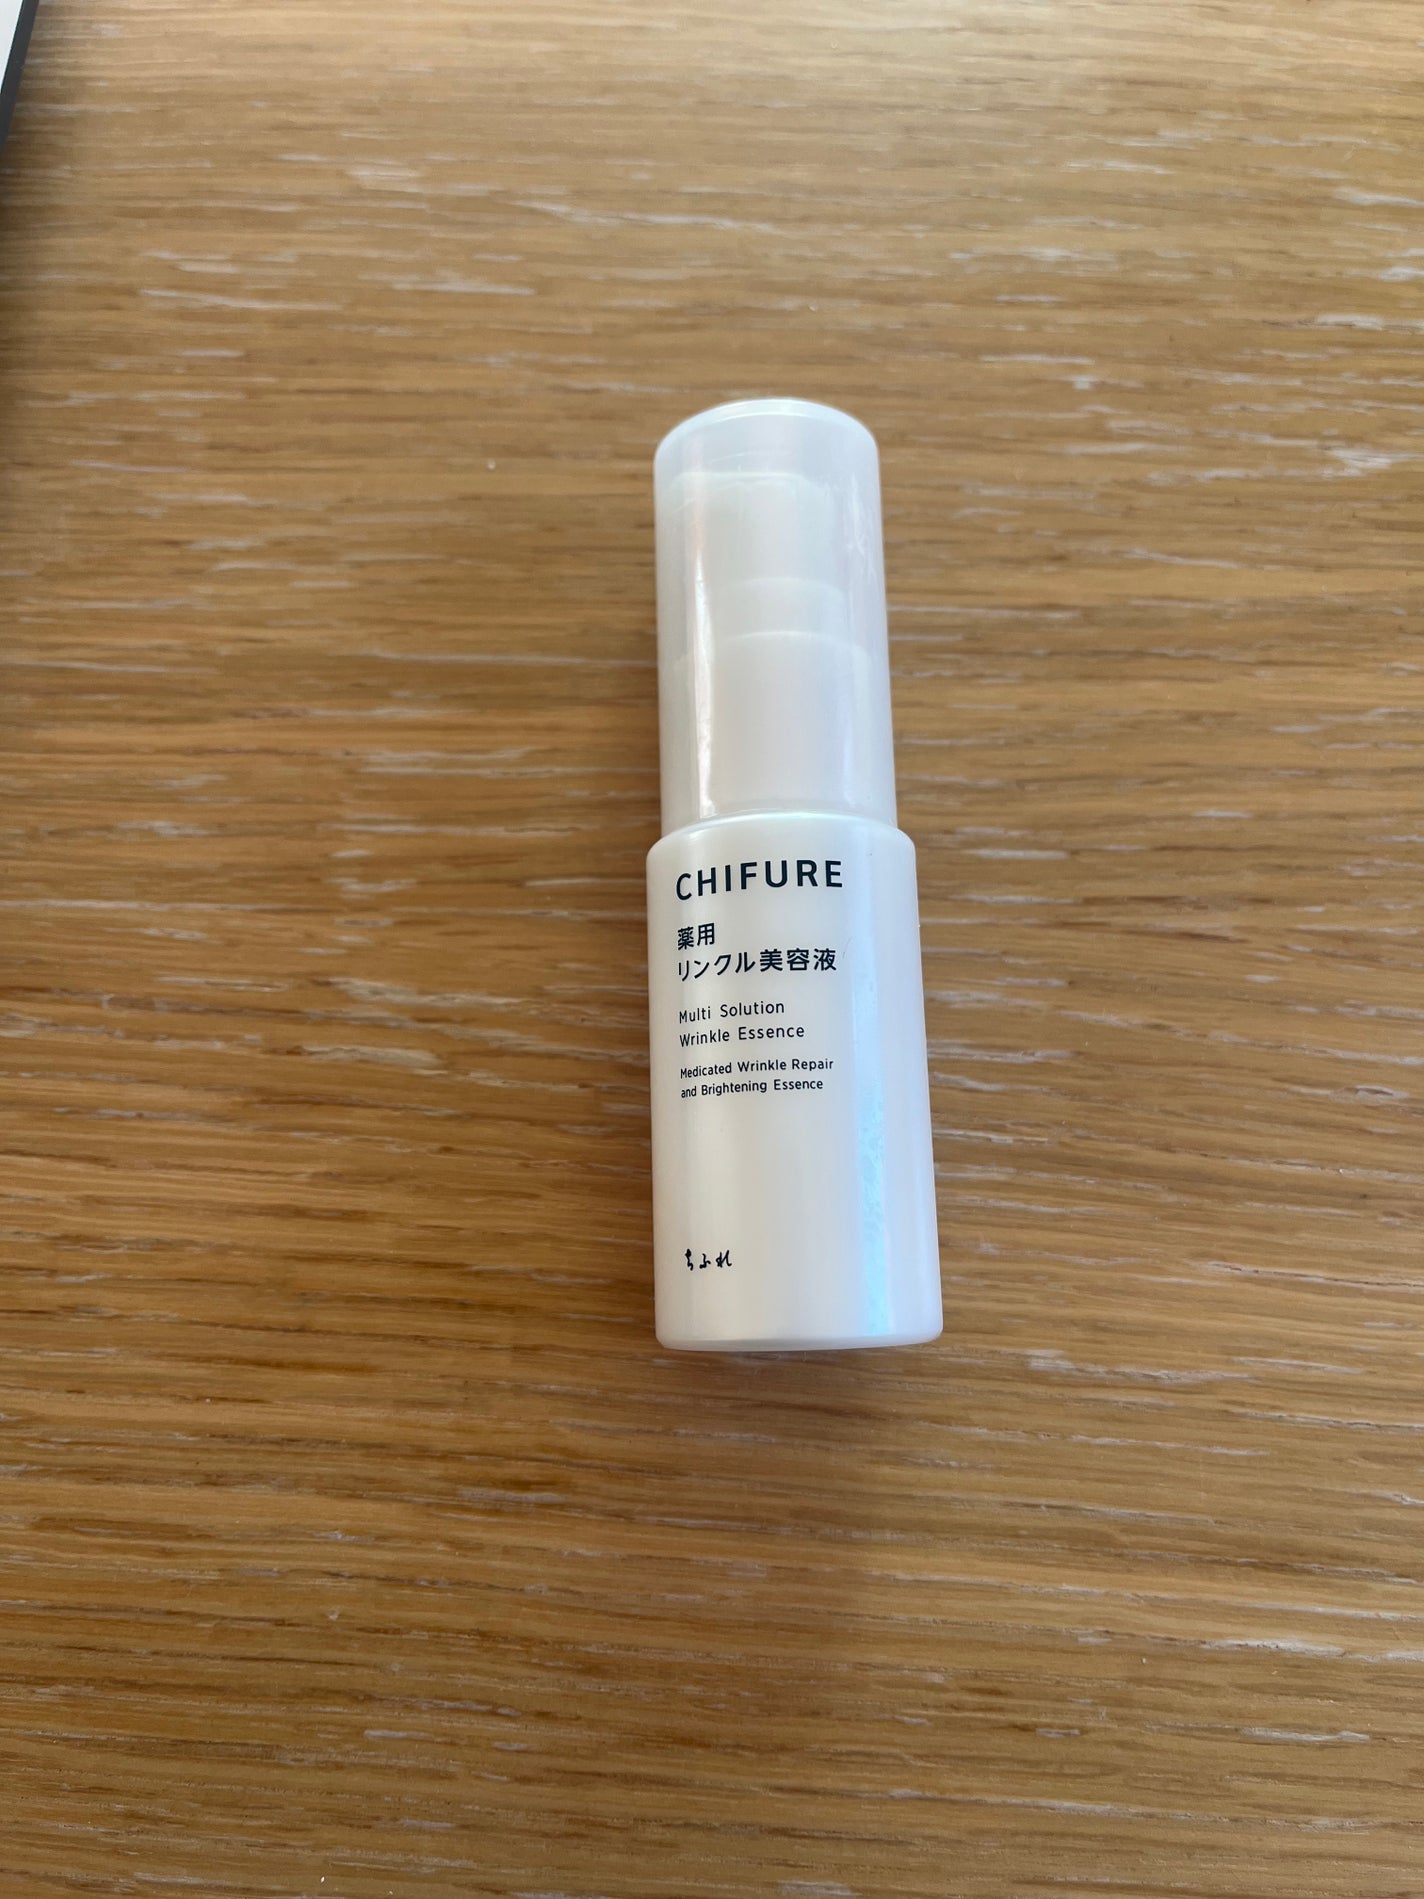 CHIFURE
薬用
リンクル美容液
Multi Solution
Wrinkle Essence
Medicated Wrinkle Repair
and Brightening Essence
ちふれ